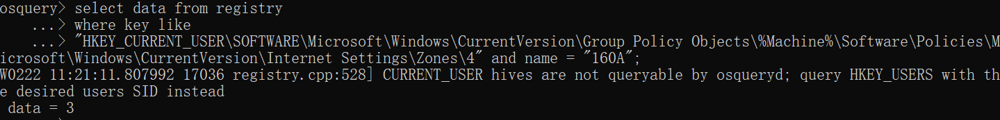 osquery> select data from registry
...> where key like
...> "HKEY_CURRENT_USER\SOFTWARE\Microsoft\Windows\CurrentVersion\Group Policy Objects\%Machine%\Software\Policies\M
icrosoft\Windows\CurrentVersion\Internet Settings\Zones\4" and name = "160A";
W0222 11:21:11.807992 17036 registry.cpp:528] CURRENT_USER hives are not queryable by osqueryd; query HKEY_USERS with th
e desired users SID instead
data = 3